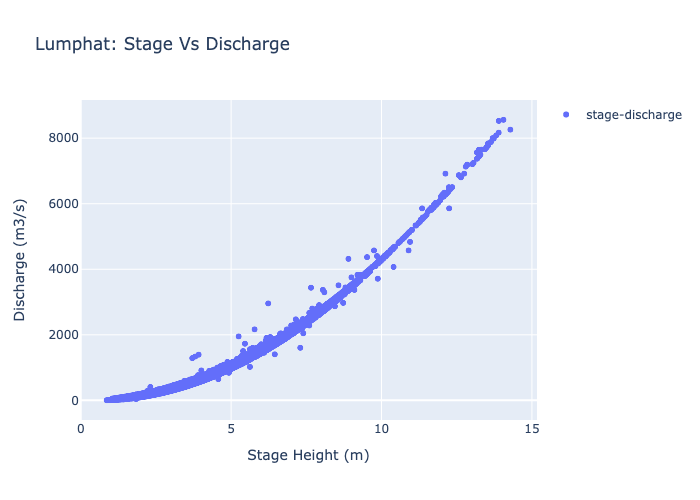 Lumphat: Stage Vs Discharge
stage-discharge
8000
6000
4000
2000
0
Discharge (m3/s)
0
5
10
15
Stage Height (m)